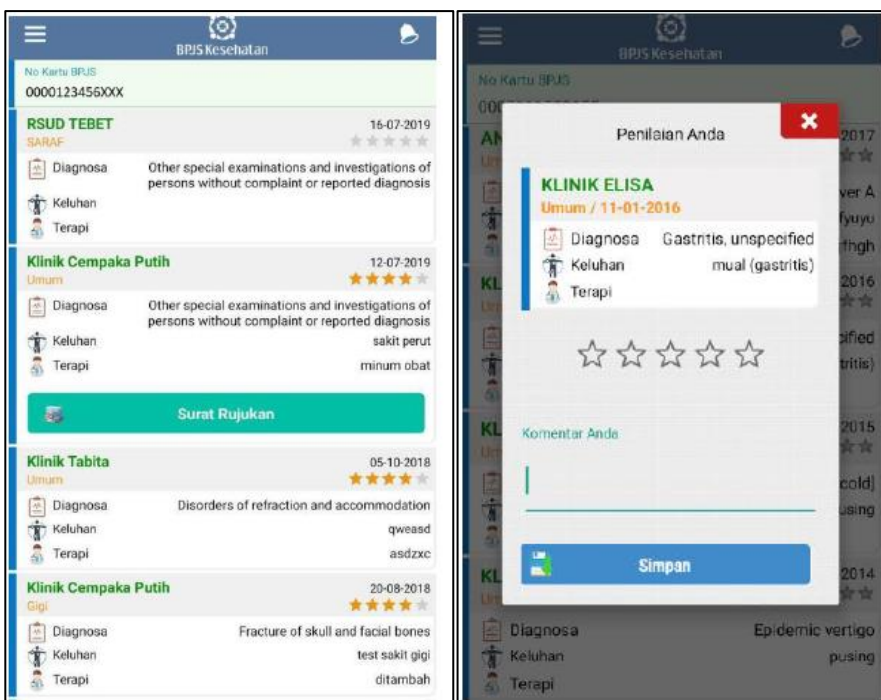 BPJS Kesehatan
No Kartu BPJS
0000123456XXX
RSUD TEBET 16-07-2019
SARAF
Diagnosa Other special examinations and investigations of
persons without complaint or reported diagnosis
Keluhan
Terapi
Klinik Cempaka Putih 12-07-2019
Umum
Diagnosa Other special examinations and investigations of
persons without complaint or reported diagnosis
Keluhan sakit perut
Terapi minum obat
Surat Rujukan
Klinik Tabita 05-10-2018
Umum
Diagnosa Disorders of refraction and accommodation
Keluhan qweasd
Terapi asdzxc
Klinik Cempaka Putih 20-08-2018
Gigi
Diagnosa Fracture of skull and facial bones
Keluhan test sakit gigi
Terapi ditambah
BPJS Kesehatan
No Kartu BPJS
Penilaian Anda
KLINIK ELISA
Umum / 11-01-2016
Diagnosa Gastritis, unspecified
Keluhan mual (gastritis)
Terapi
Komentar Anda
Simpan
2017
2016
2015
2014
Diagnosa Epidemic vertigo
Keluhan pusing
Terapi